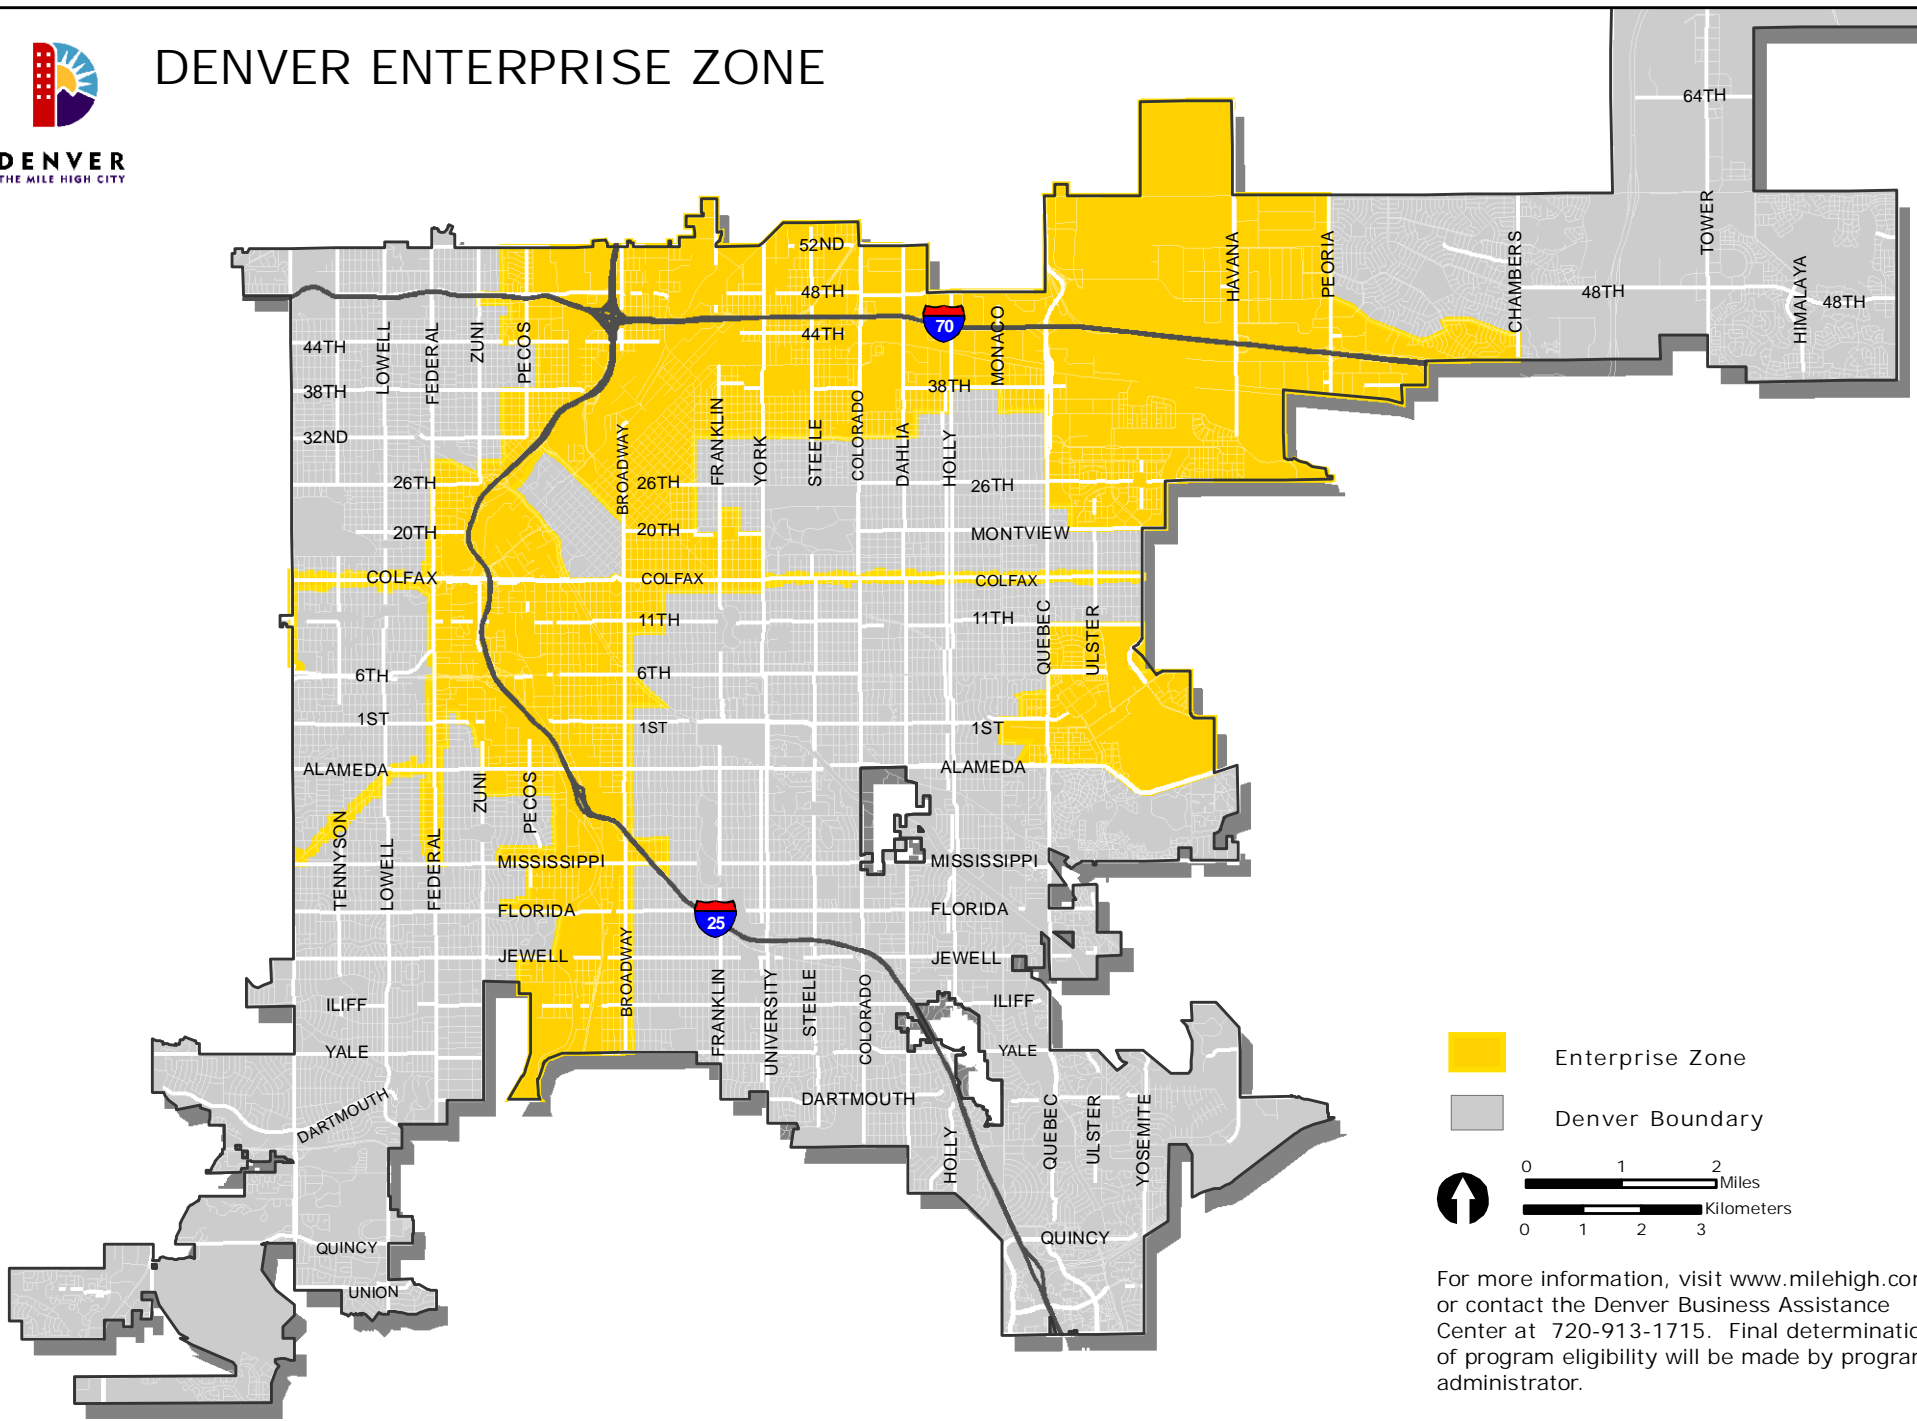 DENVER ENTERPRISE ZONE
DENVER
THE MILE HIGH CITY
64TH
TOWER
HAVANA
PEORIA
CHAMBERS
HIMALAYA
48TH
48TH
52ND
48TH
44TH
70
MONACO
38TH
LOWELL
FEDERAL
ZUNI
PECOS
44TH
38TH
32ND
26TH
20TH
COLFAX
BROADWAY
FRANKLIN
YORK
STEELE
COLORADO
DAHLIA
HOLLY
26TH
26TH
20TH
MONTVIEW
COLFAX
COLFAX
11TH
11TH
QUEBEC
ULSTER
6TH
6TH
1ST
1ST
1ST
ALAMEDA
ALAMEDA
ZUNI
PECOS
TENNYSON
LOWELL
FEDERAL
MISSISSIPPI
MISSISSIPPI
FLORIDA
25
FLORIDA
JEWELL
JEWELL
BROADWAY
FRANKLIN
UNIVERSITY
STEELE
COLORADO
ILIFF
ILIFF
YALE
YALE
DARTMOUTH
DARTMOUTH
HOLLY
QUEBEC
ULSTER
YOSEMITE
QUINCY
QUINCY
UNION
Enterprise Zone
Denver Boundary
0 1 2
Miles
Kilometers
0 1 2 3
For more information, visit www.milehigh.com
or contact the Denver Business Assistance
Center at 720-913-1715. Final determination
of program eligibility will be made by program
administrator.